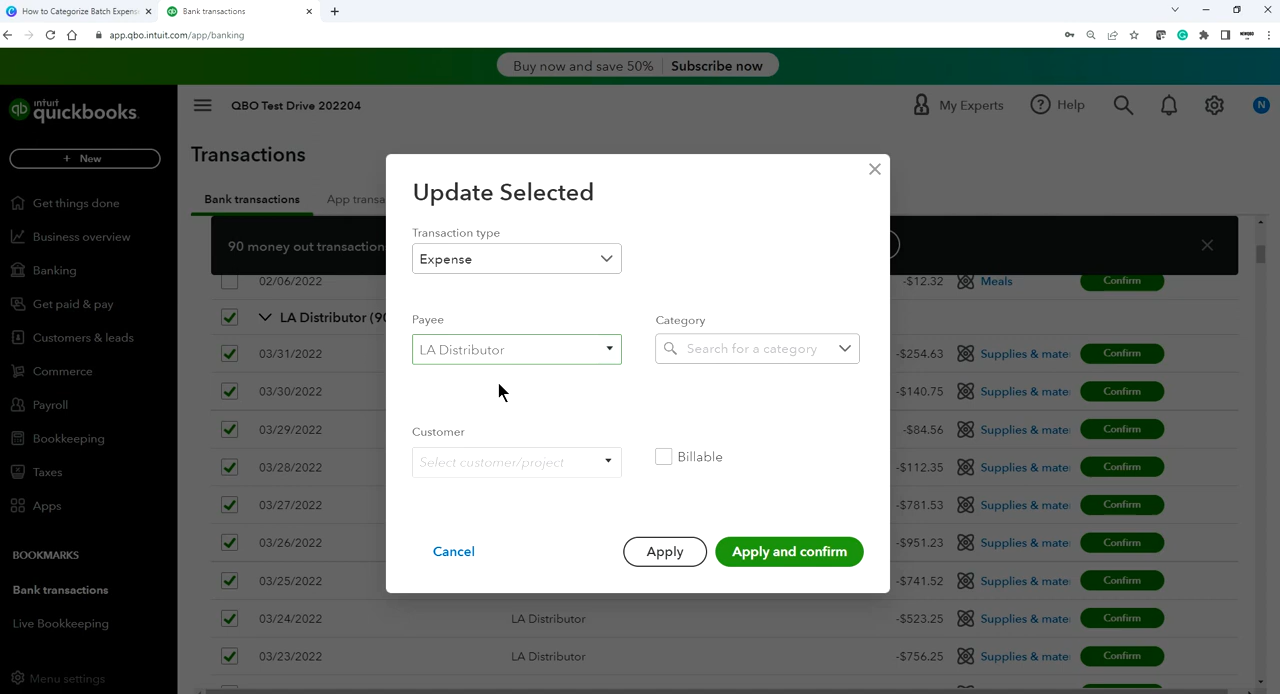 How to Categorize Batch Expens
Bank transactions
app.qbo.intuit.com/app/banking
Buy now and save 50%
Subscribe now
intuit quickbooks.
QBO Test Drive 202204
My Experts
Help
N
+ New
Transactions
Get things done
Business overview
Banking
Get paid & pay
Customers & leads
Commerce
Payroll
Bookkeeping
Taxes
Apps
BOOKMARKS
Bank transactions
Live Bookkeeping
Menu settings
Bank transactions
App transa
90 money out transaction
02/06/2022 -$12.32 Meals Confirm
LA Distributor (90
03/31/2022 -$254.63 Supplies & mate Confirm
03/30/2022 -$140.75 Supplies & mate Confirm
03/29/2022 -$84.56 Supplies & mate Confirm
03/28/2022 -$112.35 Supplies & mate Confirm
03/27/2022 -$781.53 Supplies & mate Confirm
03/26/2022 -$951.23 Supplies & mate Confirm
03/25/2022 -$741.52 Supplies & mate Confirm
03/24/2022 LA Distributor -$523.25 Supplies & mate Confirm
03/23/2022 LA Distributor -$756.25 Supplies & mate Confirm
Update Selected
Transaction type
Expense
Payee
LA Distributor
Category
Search for a category
Customer
Select customer/project
Billable
Cancel
Apply
Apply and confirm